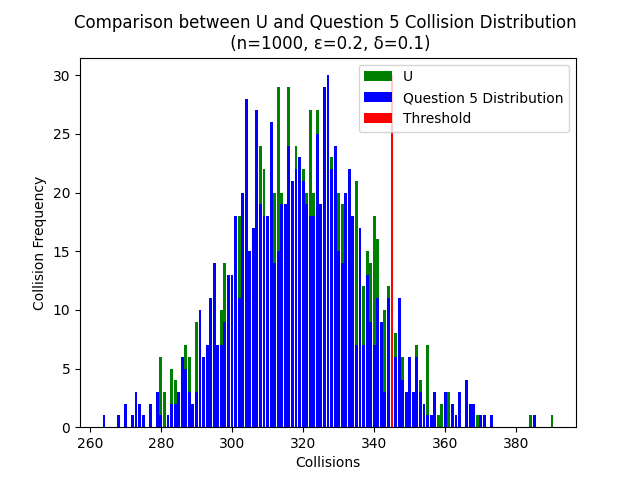 Comparison between U and Question 5 Collision Distribution
(n=1000, ε=0.2, δ=0.1)
U
Question 5 Distribution
Threshold
30
25
20
15
10
5
0
Collision Frequency
260 280 300 320 340 360 380
Collisions